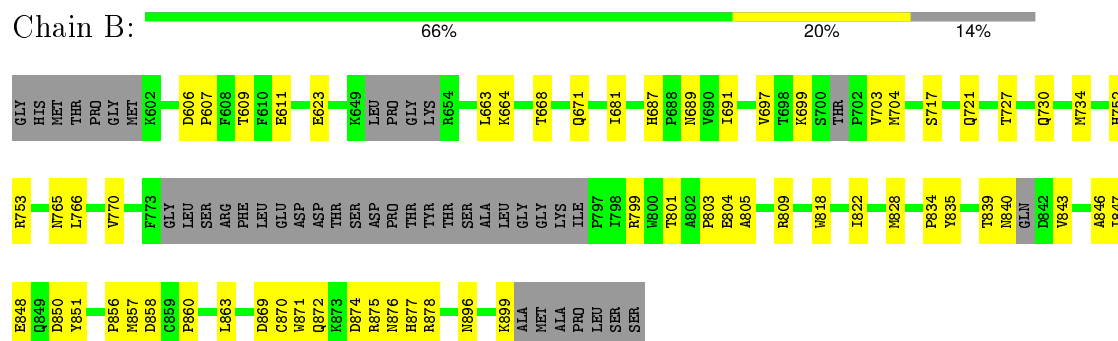 Chain B:
66% 20% 14%
GLY HIS MET THR PRO GLY MET K602 D606 P607 F608 T609 F610 E611 E623 K649 LEU PRO GLY LYS R654 L663 K664 T668 Q671 I681 H687 P688 N689 V690 I691 V697 T698 K699 S700 THR P702 V703 M704 S717 Q721 T727 Q730 M734 H752
R753 N765 L766 V770 F773 GLY LEU SER ARG PHE LEU GLU ASP ASP THR SER ASP PRO THR TYR THR SER ALA LEU GLY GLY LYS ILE P797 I798 R799 W800 T801 A802 P803 E804 A805 R809 W818 I822 M828 P834 Y835 T839 N840 GLN D842 V843 A846 I847
E848 Q849 D850 Y851 P856 M857 D858 C859 P860 L863 D869 C870 W871 Q872 K873 D874 R875 N876 H877 R878 N896 K899 ALA MET ALA PRO LEU SER SER